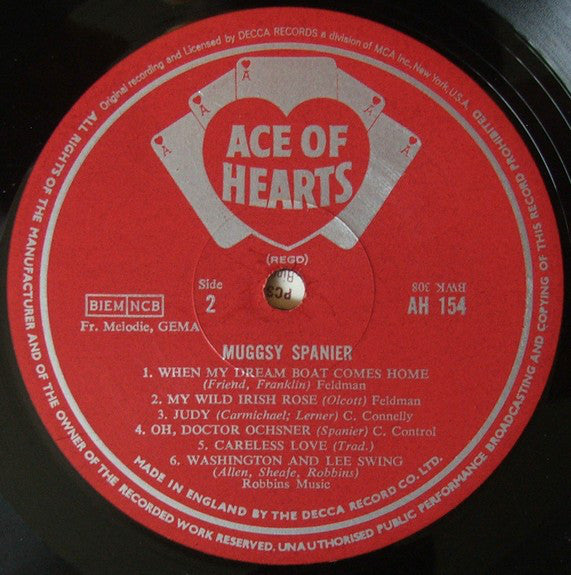 Original recording and Licensed by DECCA RECORDS a division of MCA Inc., New York, U.S.A.
ALL RIGHTS OF THE MANUFACTURER AND OF THE OWNER OF THE RECORDED WORK RESERVED. UNAUTHORISED PUBLIC PERFORMANCE BROADCASTING AND COPYING OF THIS RECORD PROHIBITED
A
A
A
A
A
ACE OF
HEARTS
(REGD)
Side
2
BIEM NCB
Fr. Melodie, GEMA
BWK 308
AH 154
MUGGSY SPANIER
1. WHEN MY DREAM BOAT COMES HOME
(Friend, Franklin) Feldman
2. MY WILD IRISH ROSE (Olcott) Feldman
3. JUDY (Carmichael; Lerner) C. Connelly
4. OH, DOCTOR OCHSNER (Spanier) C. Control
5. CARELESS LOVE (Trad.)
6. WASHINGTON AND LEE SWING
(Allen, Sheafe, Robbins)
Robbins Music
MADE IN ENGLAND BY THE DECCA RECORD CO. LTD.